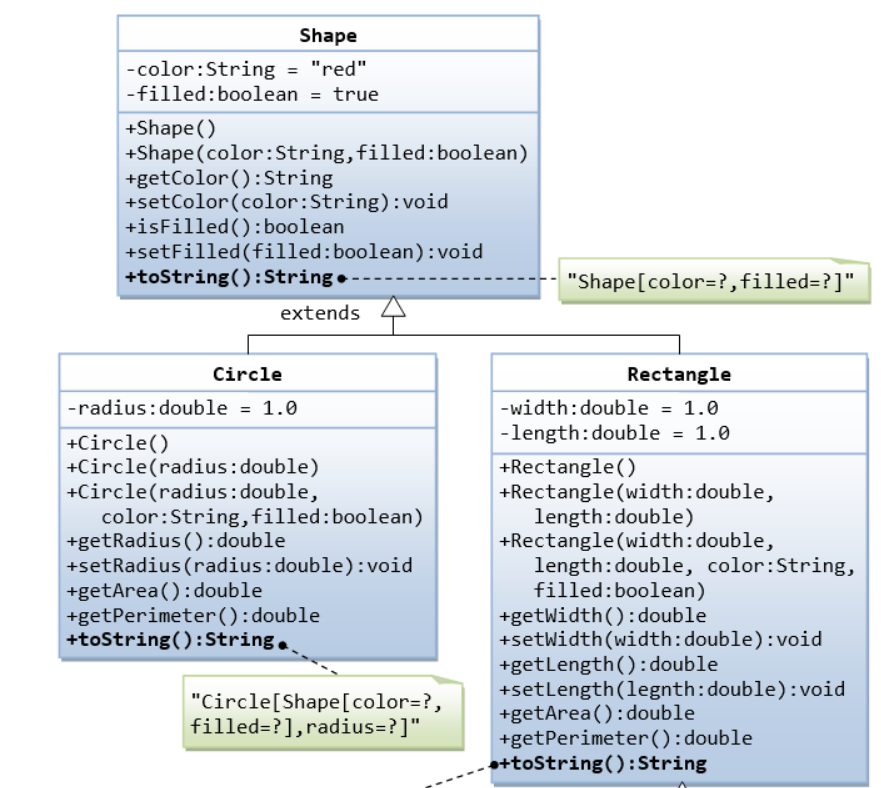 Shape
-color:String = "red"
-filled:boolean = true
+Shape()
+Shape(color:String,filled:boolean)
+getColor():String
+setColor(color:String):void
+isFilled():boolean
+setFilled(filled:boolean):void
+toString():String
"Shape[color=?,filled=?]"
extends
Circle
-radius:double = 1.0
+Circle()
+Circle(radius:double)
+Circle(radius:double,
color:String,filled:boolean)
+getRadius():double
+setRadius(radius:double):void
+getArea():double
+getPerimeter():double
+toString():String
"Circle[Shape[color=?,
filled=?],radius=?]"
Rectangle
-width:double = 1.0
-length:double = 1.0
+Rectangle()
+Rectangle(width:double,
length:double)
+Rectangle(width:double,
length:double, color:String,
filled:boolean)
+getWidth():double
+setWidth(width:double):void
+getLength():double
+setLength(legnth:double):void
+getArea():double
+getPerimeter():double
+toString():String